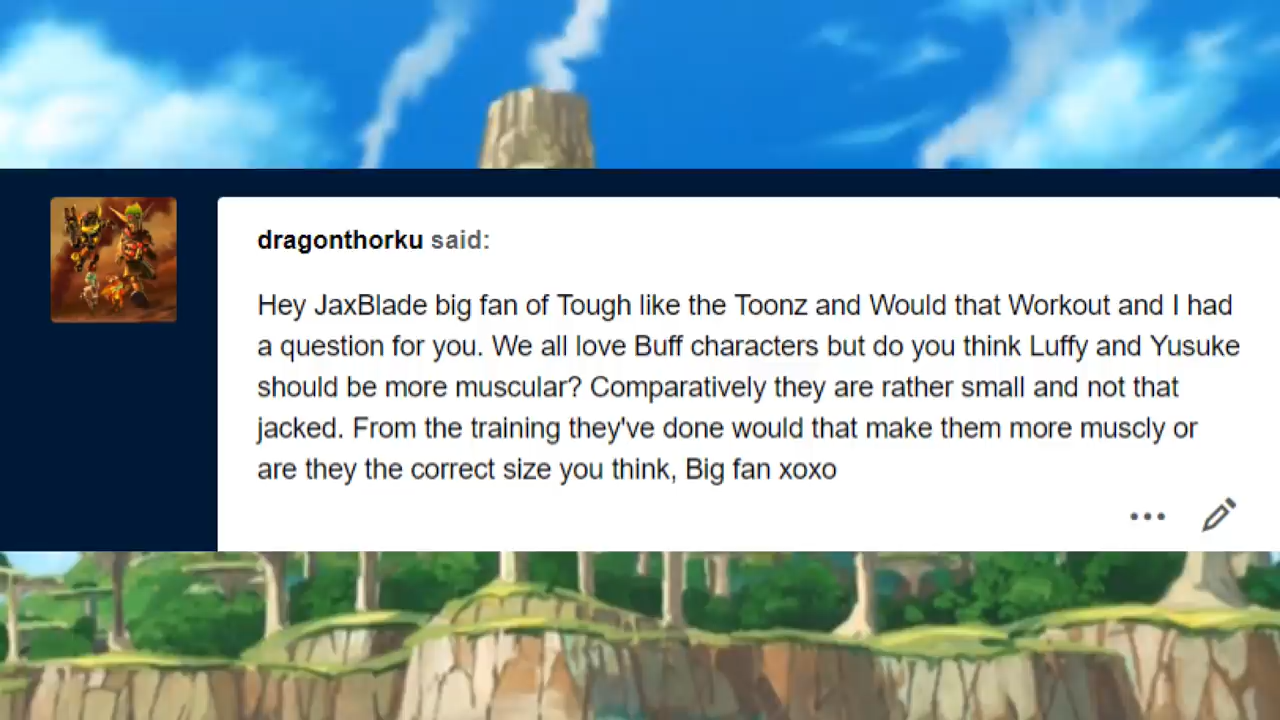 dragonthorku said:
Hey JaxBlade big fan of Tough like the Toonz and Would that Workout and I had
a question for you. We all love Buff characters but do you think Luffy and Yusuke
should be more muscular? Comparatively they are rather small and not that
jacked. From the training they've done would that make them more muscly or
are they the correct size you think, Big fan xoxo